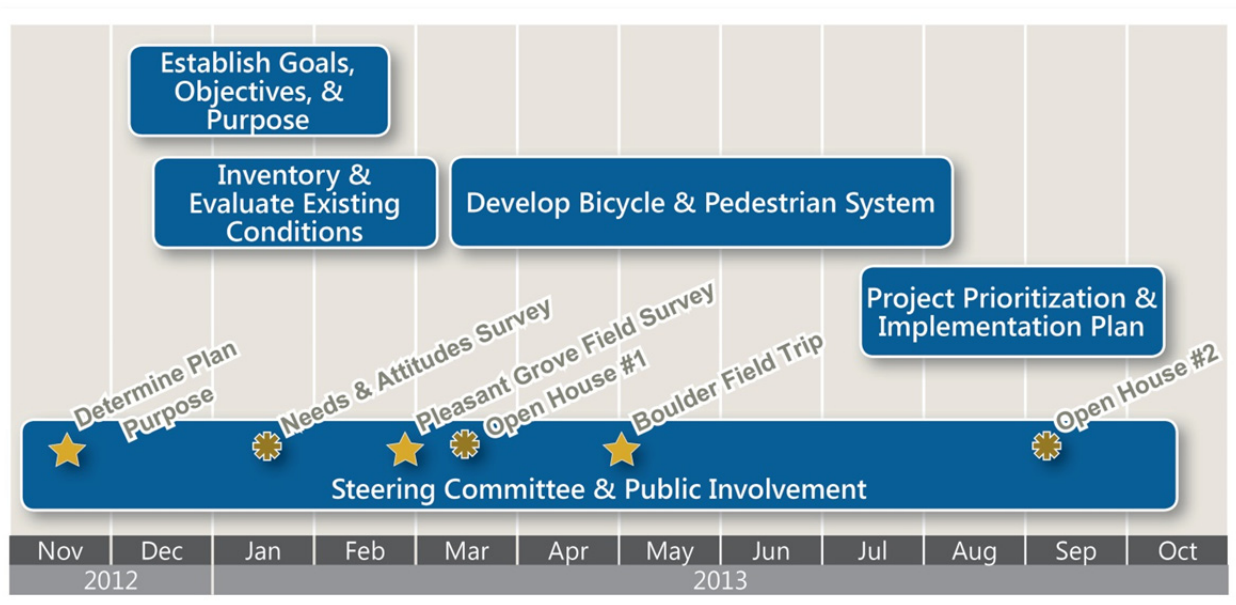 Establish Goals,
Objectives, &
Purpose
Inventory &
Evaluate Existing
Conditions
Develop Bicycle & Pedestrian System
Project Prioritization &
Implementation Plan
Determine Plan
Purpose
Needs & Attitudes Survey
Pleasant Grove Field Survey
Open House #1
Boulder Field Trip
Open House #2
Steering Committee & Public Involvement
Nov Dec Jan Feb Mar Apr May Jun Jul Aug Sep Oct
2012 2013